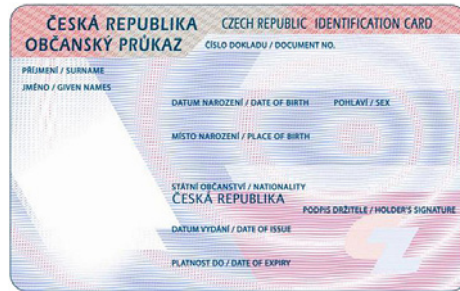 ČESKÁ REPUBLIKA CZECH REPUBLIC IDENTIFICATION CARD
OBČANSKÝ PRŮKAZ ČÍSLO DOKLADU / DOCUMENT NO.
PŘÍJMENÍ / SURNAME
JMÉNO / GIVEN NAMES
DATUM NAROZENÍ / DATE OF BIRTH POHLAVÍ / SEX
MÍSTO NAROZENÍ / PLACE OF BIRTH
STÁTNÍ OBČANSTVÍ / NATIONALITY
ČESKÁ REPUBLIKA
PODPIS DRŽITELE / HOLDER'S SIGNATURE
DATUM VYDÁNÍ / DATE OF ISSUE
PLATNOST DO / DATE OF EXPIRY
CZ